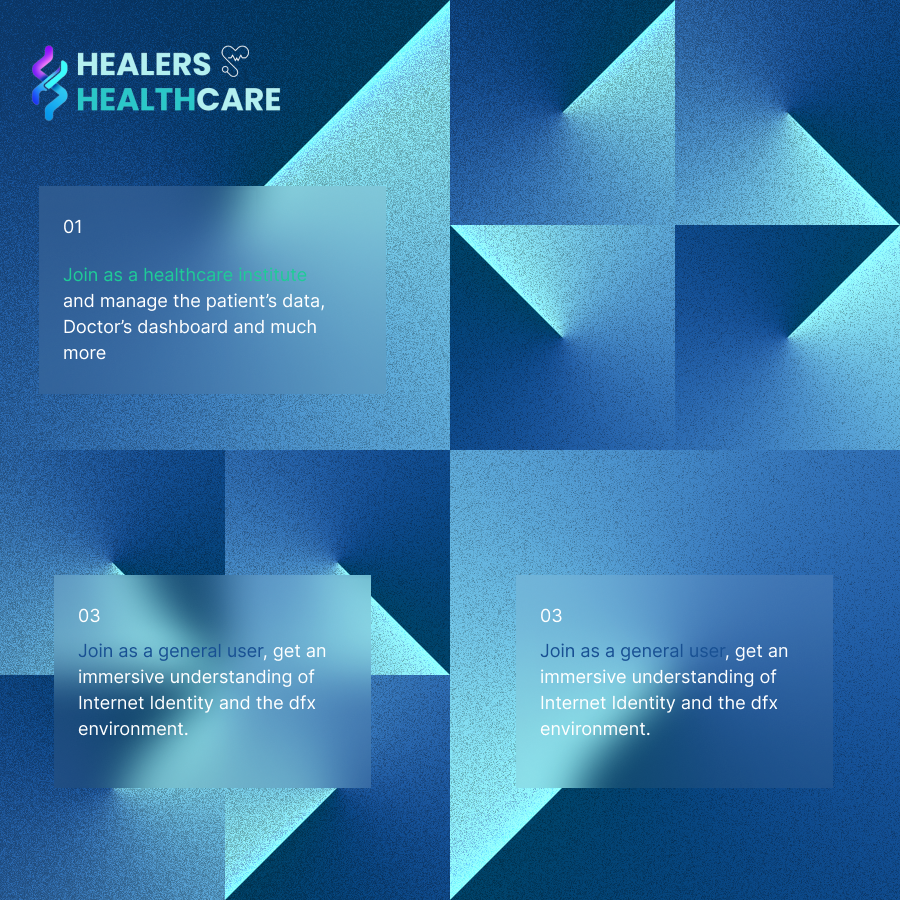 HEALERS
HEALTHCARE
01
Join as a healthcare institute
and manage the patient’s data,
Doctor’s dashboard and much
more
03
Join as a general user, get an
immersive understanding of
Internet Identity and the dfx
environment.
03
Join as a general user, get an
immersive understanding of
Internet Identity and the dfx
environment.